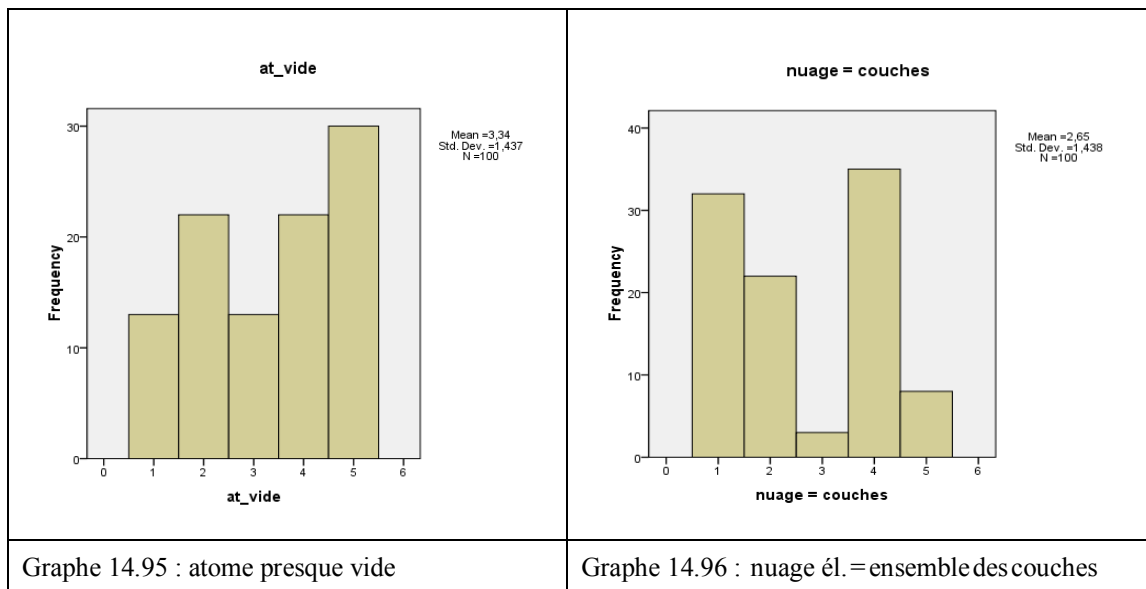 at_vide
30
20
10
0
Frequency
0 1 2 3 4 5 6
at_vide
Mean =3,34
Std. Dev. =1,437
N =100
nuage = couches
40
30
20
10
0
Frequency
0 1 2 3 4 5 6
nuage = couches
Mean =2,65
Std. Dev. =1,438
N =100
Graphe 14.95 : atome presque vide
Graphe 14.96 : nuage él. = ensemble des couches